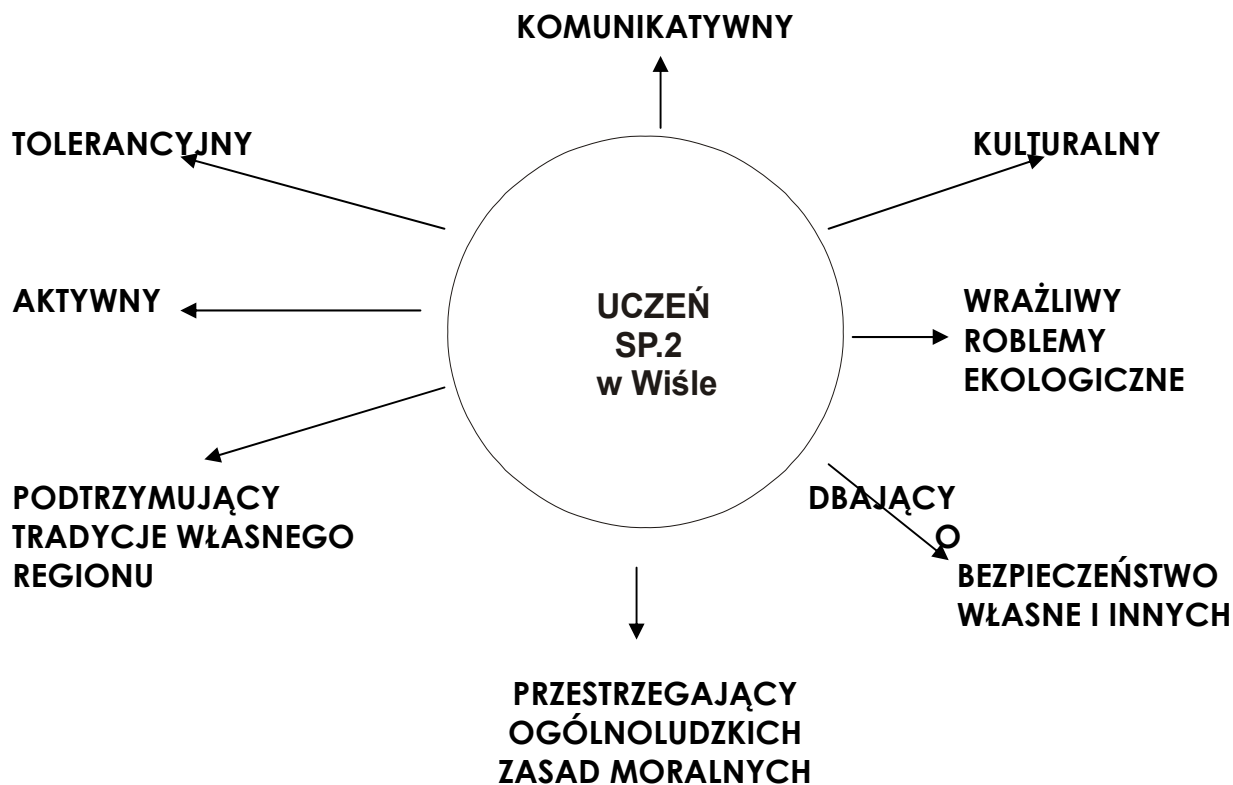 KOMUNIKATYWNY
TOLERANCYJNY
KULTURALNY
AKTYWNY
UCZEŃ
SP.2
w Wiśle
WRAŻLIWY
ROBLEMY
EKOLOGICZNE
PODTRZYMUJĄCY
TRADYCJE WŁASNEGO
REGIONU
DBAJĄCY
O
BEZPIECZEŃSTWO
WŁASNE I INNYCH
PRZESTRZEGAJĄCY
OGÓLNOLUDZKICH
ZASAD MORALNYCH